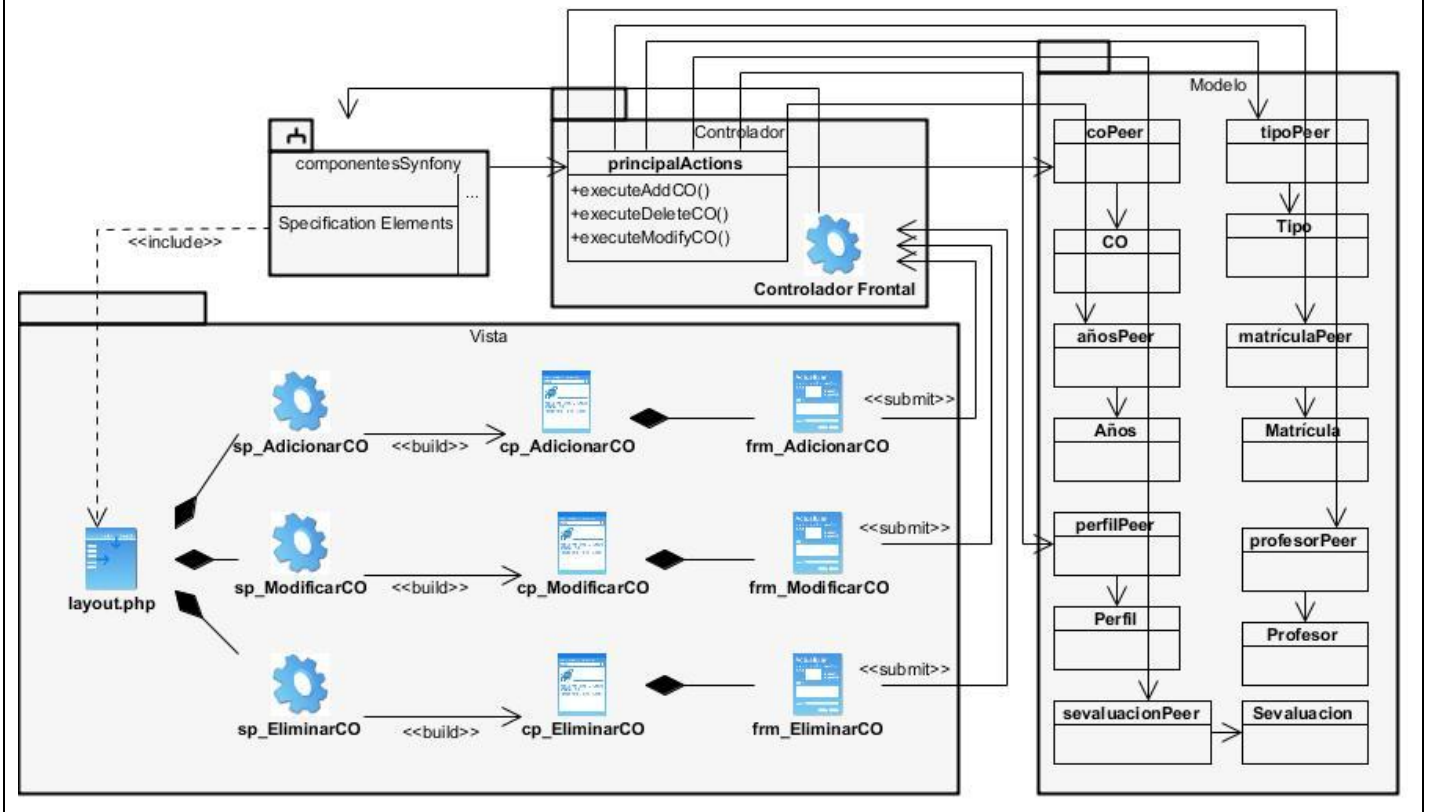 Modelo
Controlador
coPeer
tipoPeer
componentesSynfony
principalActions
...
+executeAddCO()
+executeDeleteCO()
+executeModifyCO()
Specification Elements
<<include>>
CO
Tipo
Controlador Frontal
Vista
añosPeer
matrículaPeer
<<submit>>
sp_AdicionarCO
<<build>>
cp_AdicionarCO
frm_AdicionarCO
Años
Matrícula
perfilPeer
profesorPeer
<<submit>>
sp_ModificarCO
<<build>>
cp_ModificarCO
frm_ModificarCO
layout.php
Perfil
Profesor
<<submit>>
sevaluacionPeer
Sevaluacion
sp_EliminarCO
<<build>>
cp_EliminarCO
frm_EliminarCO